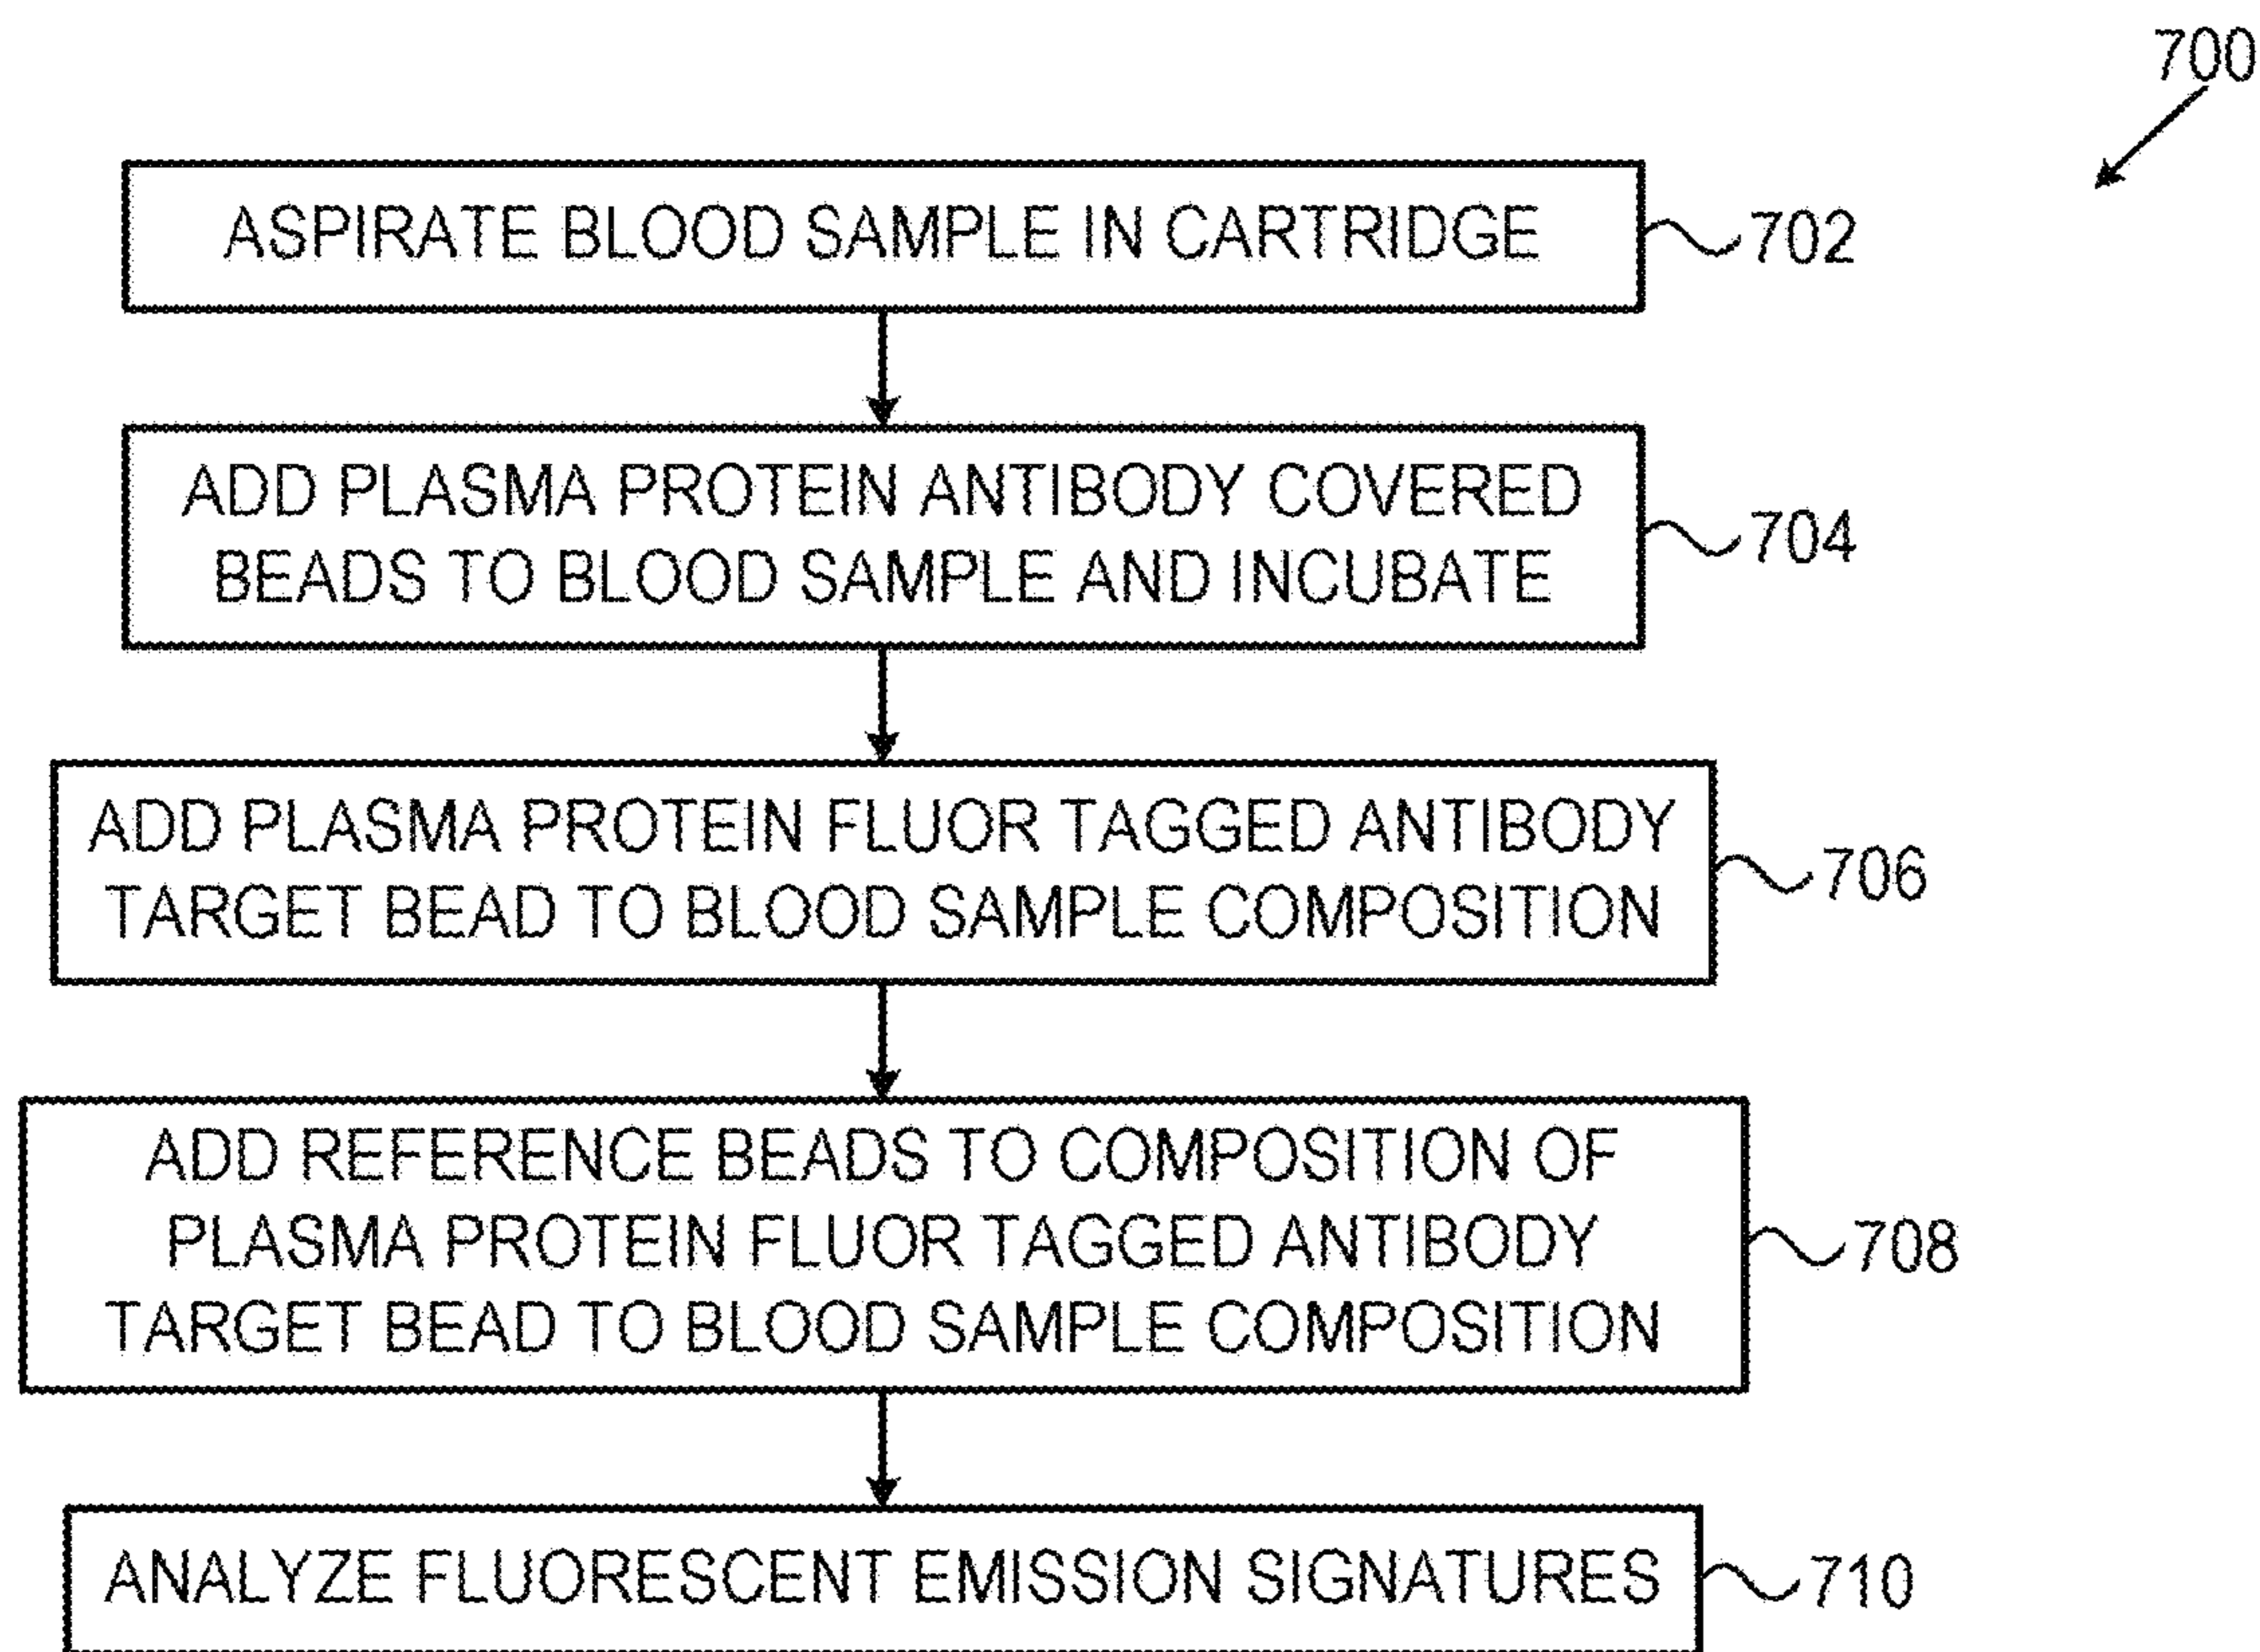 700
ASPIRATE BLOOD SAMPLE IN CARTRIDGE
702
ADD PLASMA PROTEIN ANTIBODY COVERED
BEADS TO BLOOD SAMPLE AND INCUBATE
704
ADD PLASMA PROTEIN FLUOR TAGGED ANTIBODY
TARGET BEAD TO BLOOD SAMPLE COMPOSITION
706
ADD REFERENCE BEADS TO COMPOSITION OF
PLASMA PROTEIN FLUOR TAGGED ANTIBODY
TARGET BEAD TO BLOOD SAMPLE COMPOSITION
708
ANALYZE FLUORESCENT EMISSION SIGNATURES
710